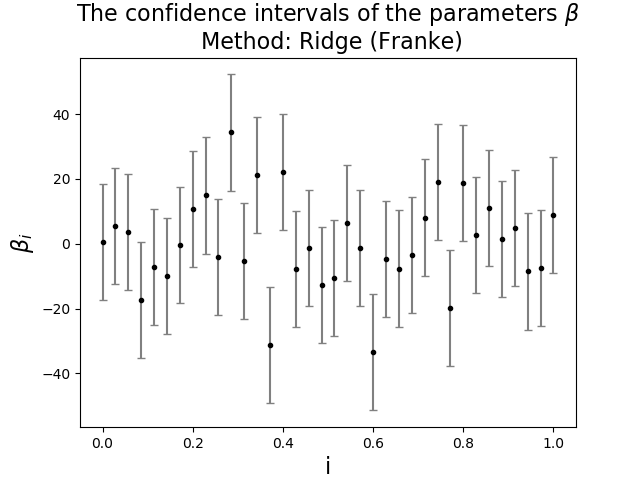 The confidence intervals of the parameters β
Method: Ridge (Franke)
40
20
0
−20
−40
βi
0.0 0.2 0.4 0.6 0.8 1.0
i